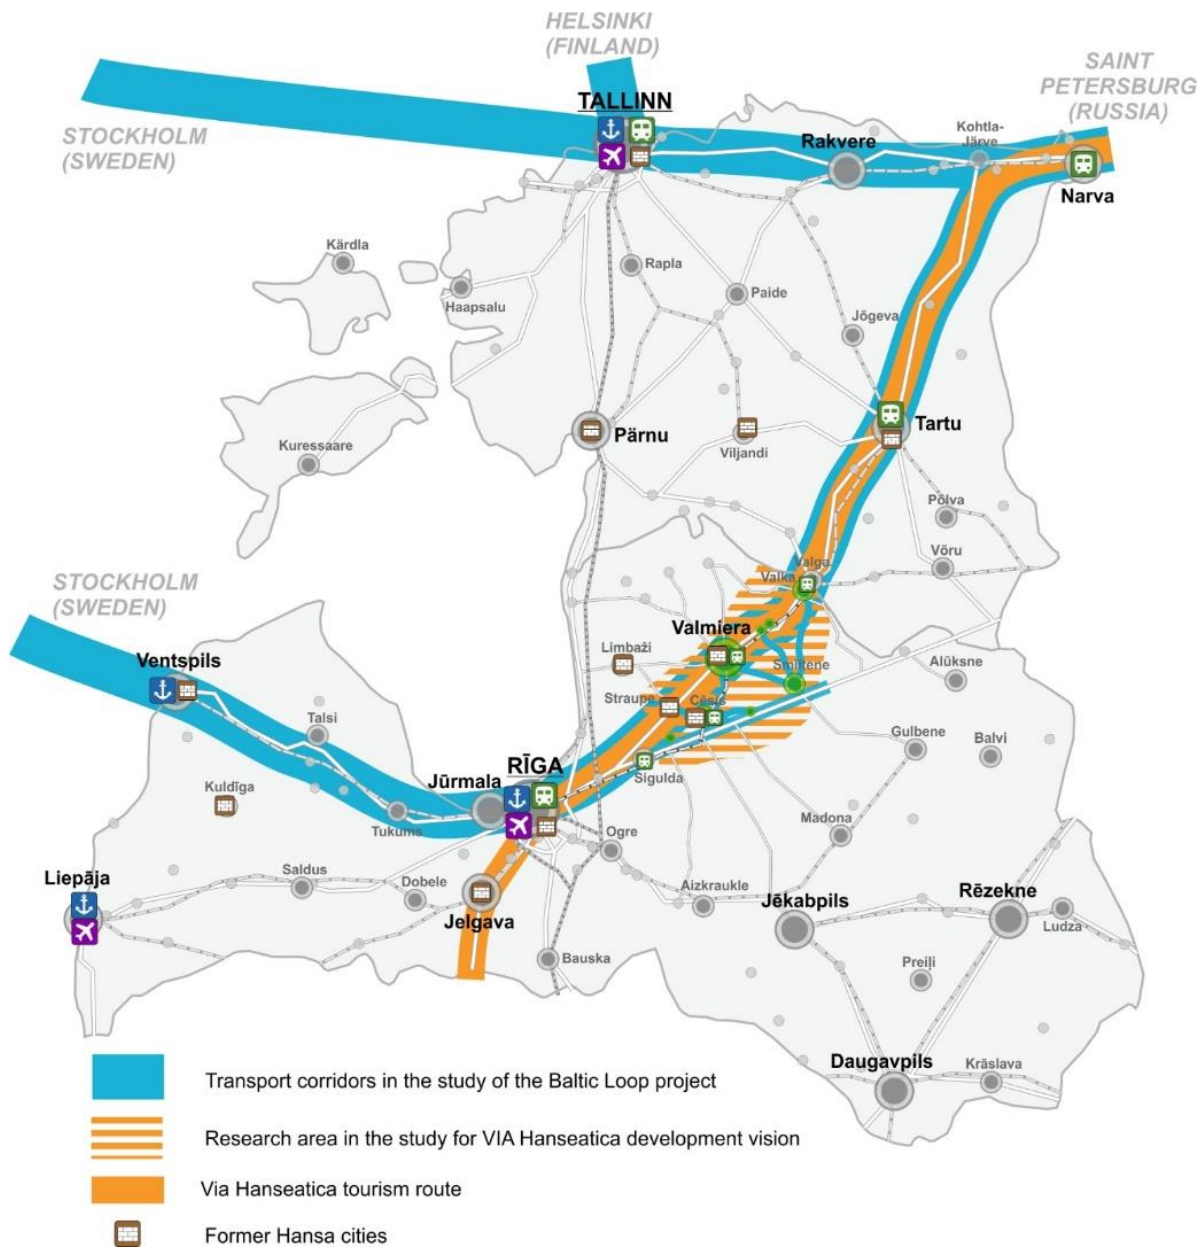 HELSINKI
(FINLAND)
SAINT
PETERSBURG
(RUSSIA)
STOCKHOLM
(SWEDEN)
TALLINN
Rakvere
Kohtla-
Järve
Narva
Kärdla
Rapla
Haapsalu
Paide
Jõgeva
Kuressaare
Pärnu
Viljandi
Tartu
Põlva
Võru
Valga
Valka
STOCKHOLM
(SWEDEN)
Valmiera
Limbaži
Smiltene
Alūksne
Ventspils
Straupe
Cēsis
Talsi
Gulbene
Balvi
Kuldīga
Jūrmala
RĪGA
Sigulda
Tukums
Ogre
Madona
Liepāja
Saldus
Dobele
Jelgava
Aizkraukle
Jēkabpils
Rēzekne
Ludza
Bauska
Preiļi
Daugavpils
Krāslava
Transport corridors in the study of the Baltic Loop project
Research area in the study for VIA Hanseatica development vision
Via Hanseatica tourism route
Former Hansa cities